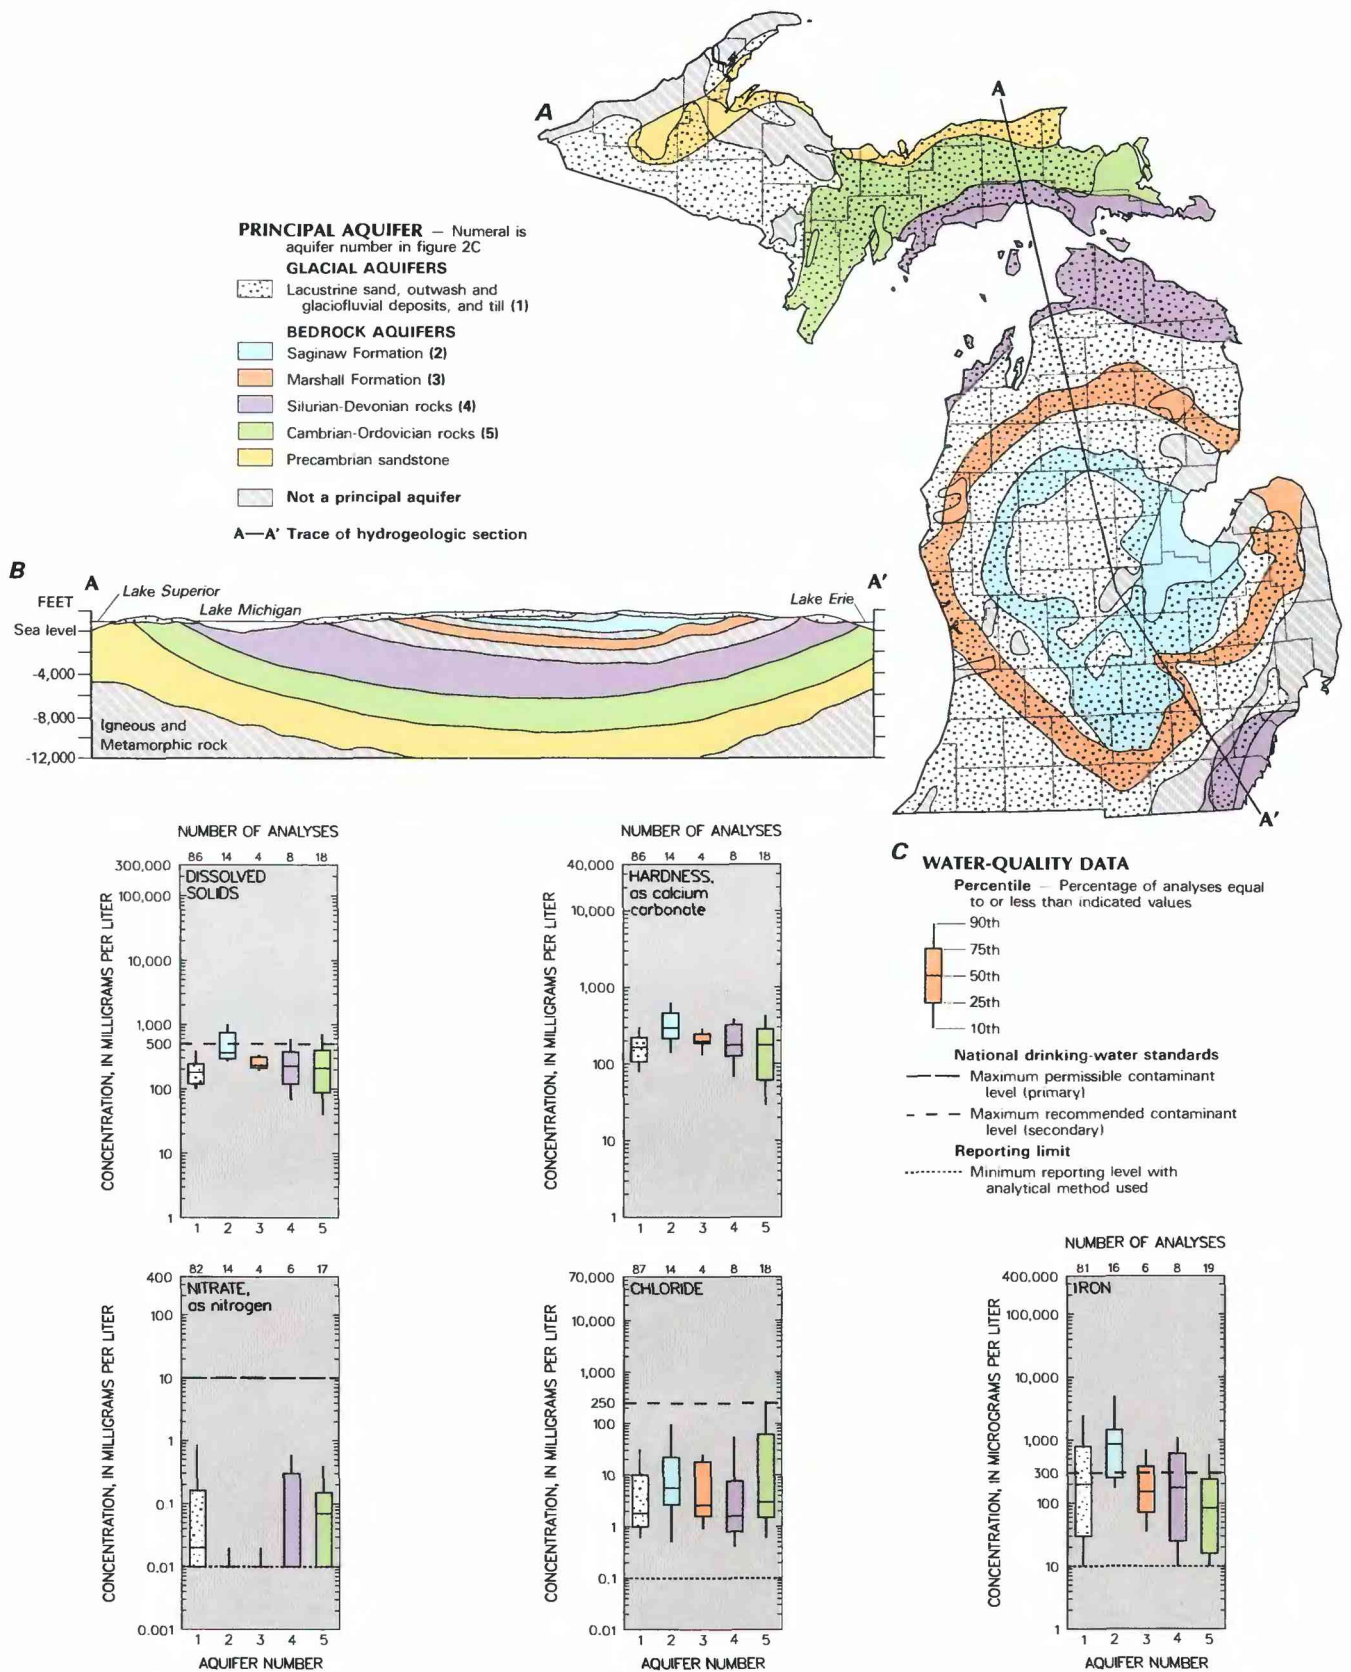 A
A
PRINCIPAL AQUIFER — Numeral is
aquifer number in figure 2C
GLACIAL AQUIFERS
Lacustrine sand, outwash and
glaciofluvial deposits, and till (1)
BEDROCK AQUIFERS
Saginaw Formation (2)
Marshall Formation (3)
Silurian-Devonian rocks (4)
Cambrian-Ordovician rocks (5)
Precambrian sandstone
Not a principal aquifer
A—A' Trace of hydrogeologic section
A'
B
A
A'
FEET
Lake Superior
Lake Michigan
Lake Erie
Sea level
-4,000
-8,000
-12,000
Igneous and
Metamorphic rock
NUMBER OF ANALYSES
86 14 4 8 18
DISSOLVED
SOLIDS
CONCENTRATION, IN MILLIGRAMS PER LITER
300,000
100,000
10,000
1,000
500
100
10
1
1 2 3 4 5
NUMBER OF ANALYSES
86 14 4 8 18
HARDNESS,
as calcium
carbonate
CONCENTRATION, IN MILLIGRAMS PER LITER
40,000
10,000
1,000
100
10
1
1 2 3 4 5
C WATER-QUALITY DATA
Percentile — Percentage of analyses equal
to or less than indicated values
90th
75th
50th
25th
10th
National drinking-water standards
Maximum permissible contaminant
level (primary)
Maximum recommended contaminant
level (secondary)
Reporting limit
Minimum reporting level with
analytical method used
82 14 4 6 17
NITRATE,
as nitrogen
CONCENTRATION, IN MILLIGRAMS PER LITER
400
100
10
1
0.1
0.01
0.001
1 2 3 4 5
AQUIFER NUMBER
87 14 4 8 18
CHLORIDE
CONCENTRATION, IN MILLIGRAMS PER LITER
70,000
10,000
1,000
250
100
10
1
0.1
0.01
1 2 3 4 5
AQUIFER NUMBER
NUMBER OF ANALYSES
81 16 6 8 19
IRON
CONCENTRATION, IN MICROGRAMS PER LITER
400,000
100,000
10,000
1,000
300
100
10
1
1 2 3 4 5
AQUIFER NUMBER